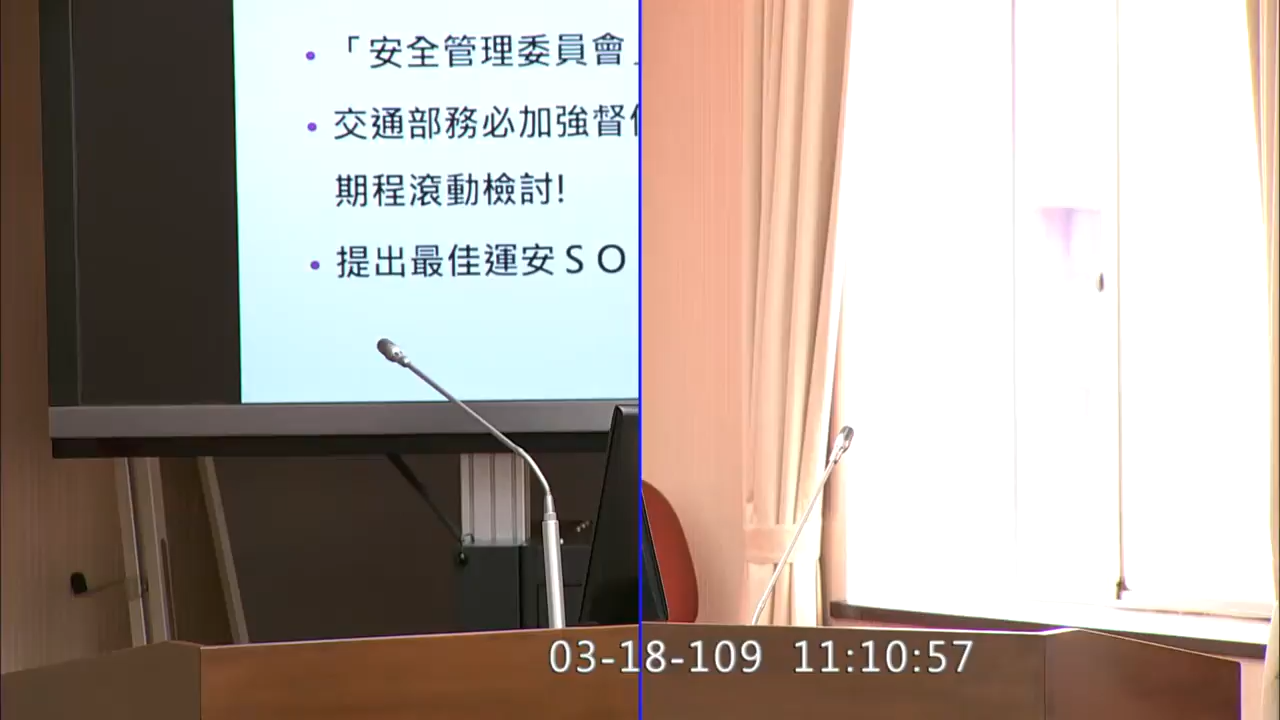 • 「安全管理委員會」
• 交通部務必加強督
期程滾動檢討!
• 提出最佳運安ＳＯ
03-18-109 11:10:57